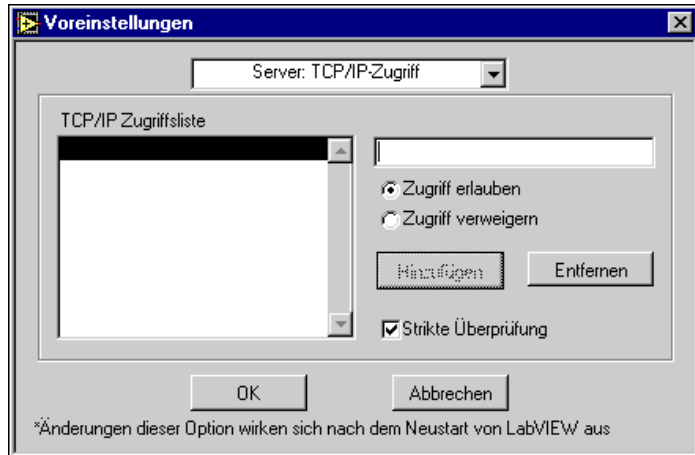 Voreinstellungen
Server: TCP/IP-Zugriff
TCP/IP Zugriffsliste
Zugriff erlauben
Zugriff verweigern
Hinzufügen
Entfernen
Strikte Überprüfung
OK
Abbrechen
*Änderungen dieser Option wirken sich nach dem Neustart von LabVIEW aus